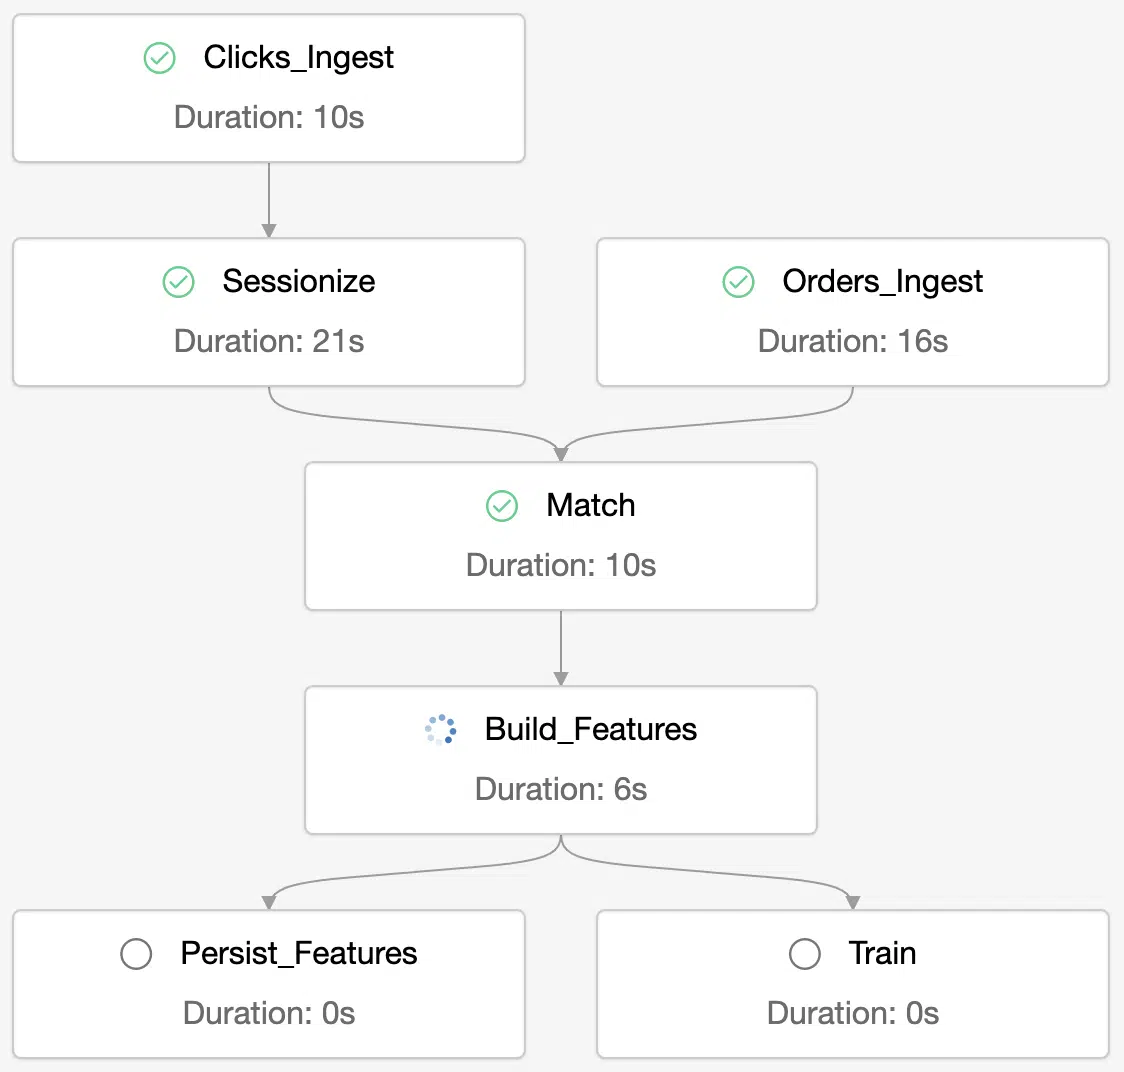 Clicks_Ingest
Duration: 10s
Sessionize
Duration: 21s
Orders_Ingest
Duration: 16s
Match
Duration: 10s
Build_Features
Duration: 6s
Persist_Features
Duration: 0s
Train
Duration: 0s